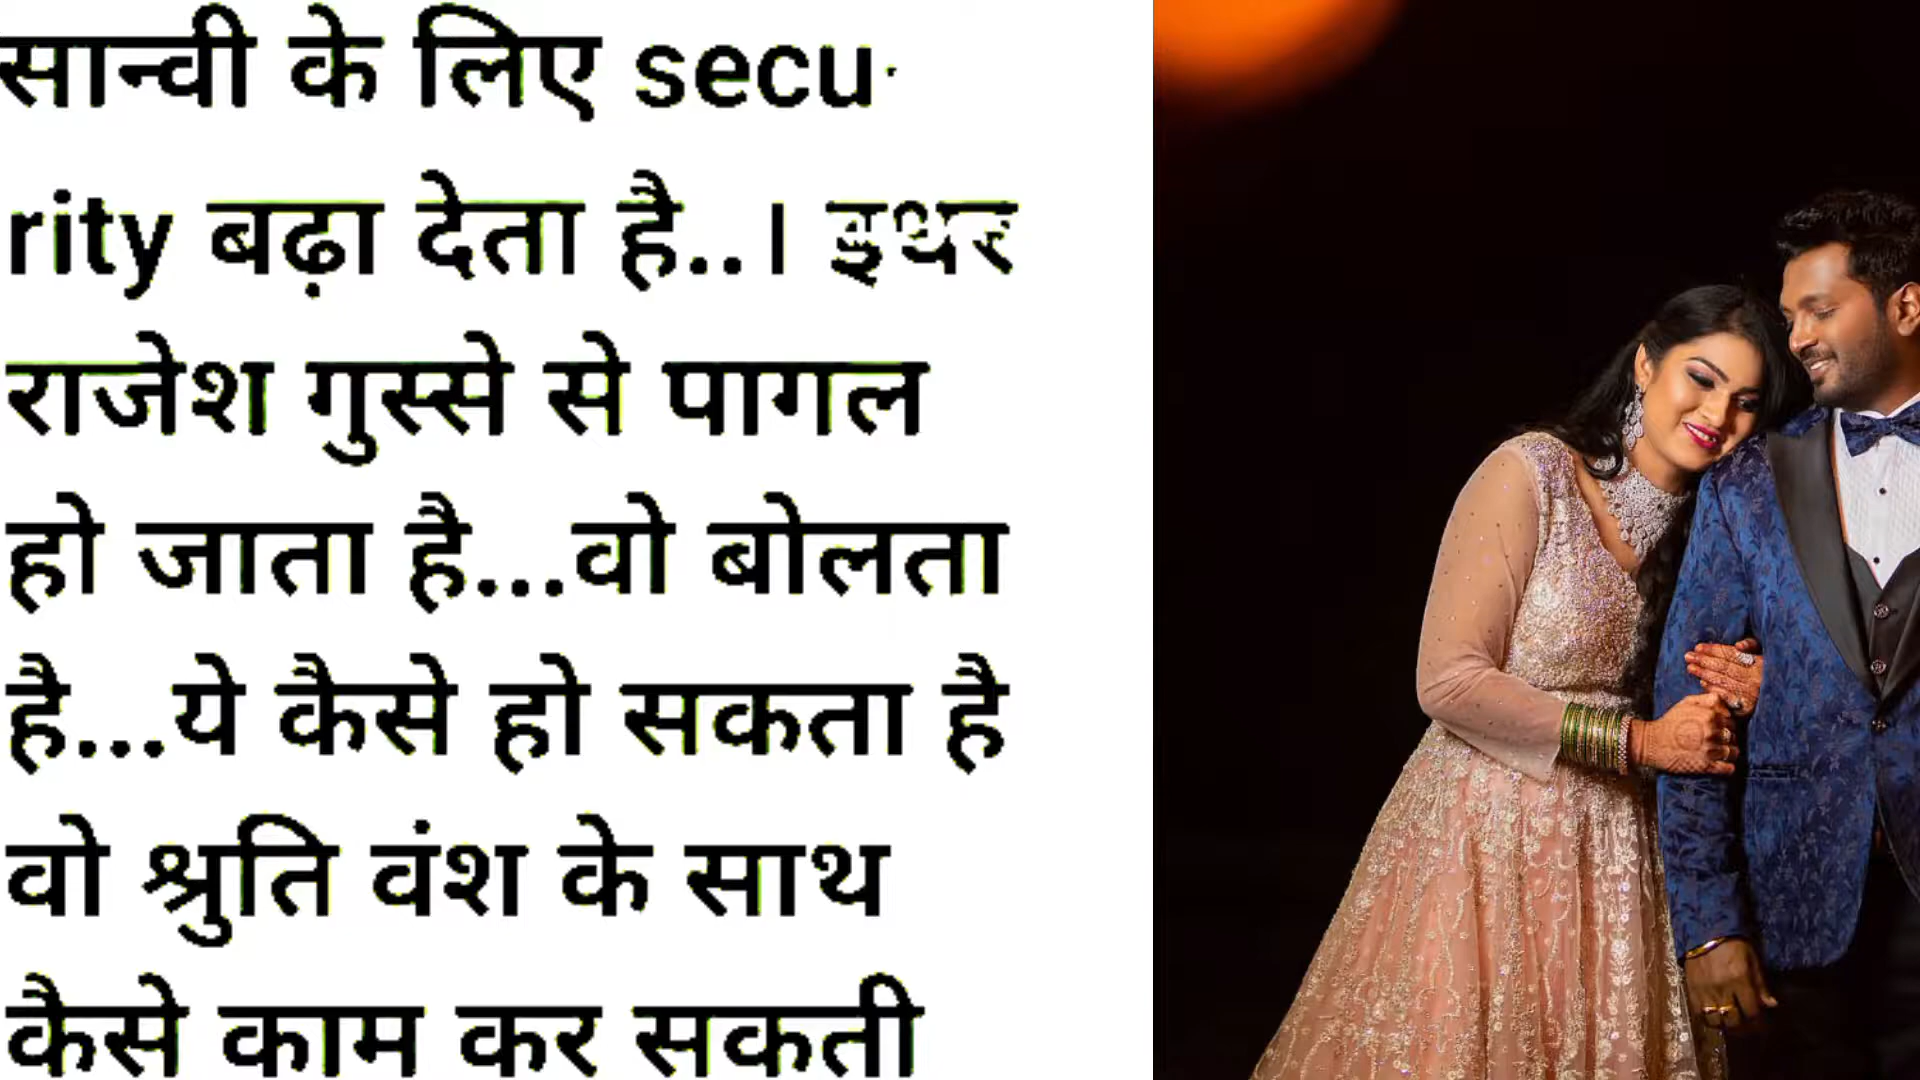 सान्वी के लिए secu-
rity बढ़ा देता है..। इधर
राजेश गुस्से से पागल
हो जाता है...वो बोलता
है...ये कैसे हो सकता है
वो श्रुति वंश के साथ
कैसे काम कर सकती